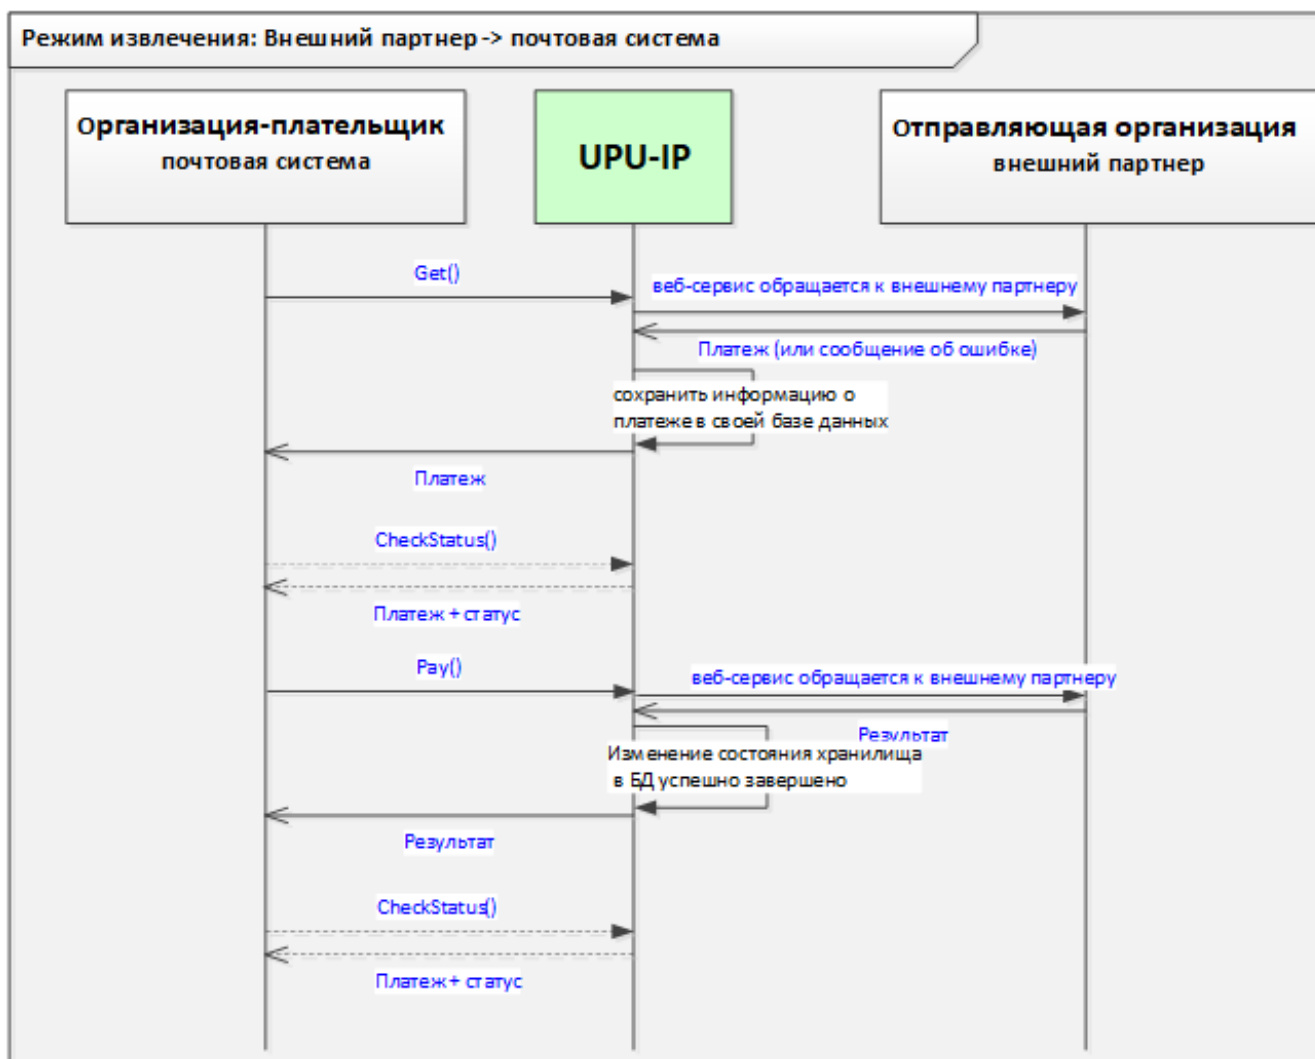 Режим извлечения: Внешний партнер -> почтовая система
Организация-плательщик
почтовая система
UPU-IP
Отправляющая организация
внешний партнер
Get()
веб-сервис обращается к внешнему партнеру
Платеж (или сообщение об ошибке)
сохранить информацию о
платеже в своей базе данных
Платеж
CheckStatus()
Платеж + статус
Pay()
веб-сервис обращается к внешнему партнеру
Результат
Изменение состояния хранилища
в БД успешно завершено
Результат
CheckStatus()
Платеж + статус